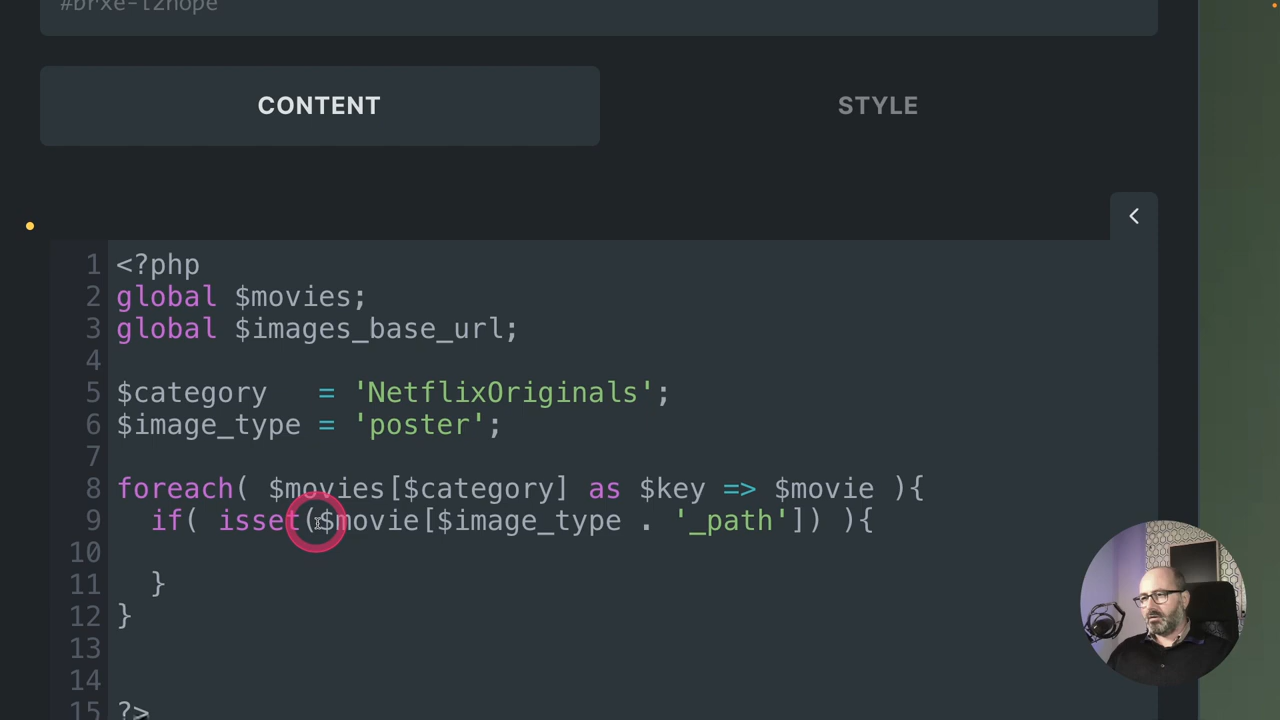 CONTENT
STYLE
1 <?php
2 global $movies;
3 global $images_base_url;
4
5 $category   = 'NetflixOriginals';
6 $image_type = 'poster';
7
8 foreach( $movies[$category] as $key => $movie ){
9   if( isset($movie[$image_type . '_path']) ){
10
11   }
12 }
13
14
15 ?>